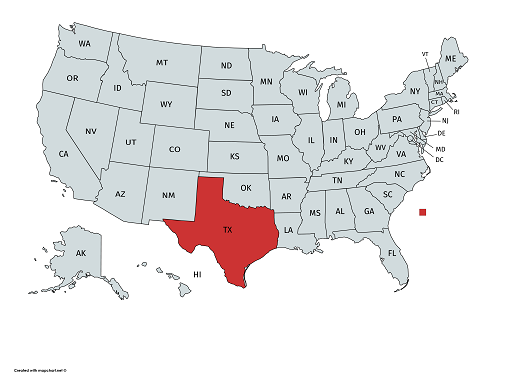 WA
MT
ND
MN
ME
VT
NH
OR
ID
SD
WI
MI
NY
MA
CT
RI
WY
IA
PA
NJ
NE
NV
UT
CO
IL
IN
OH
DE
MD
DC
WV
VA
KS
MO
KY
CA
NC
TN
AZ
NM
OK
AR
SC
MS
AL
GA
TX
LA
FL
AK
HI
Created with mapchart.net ©